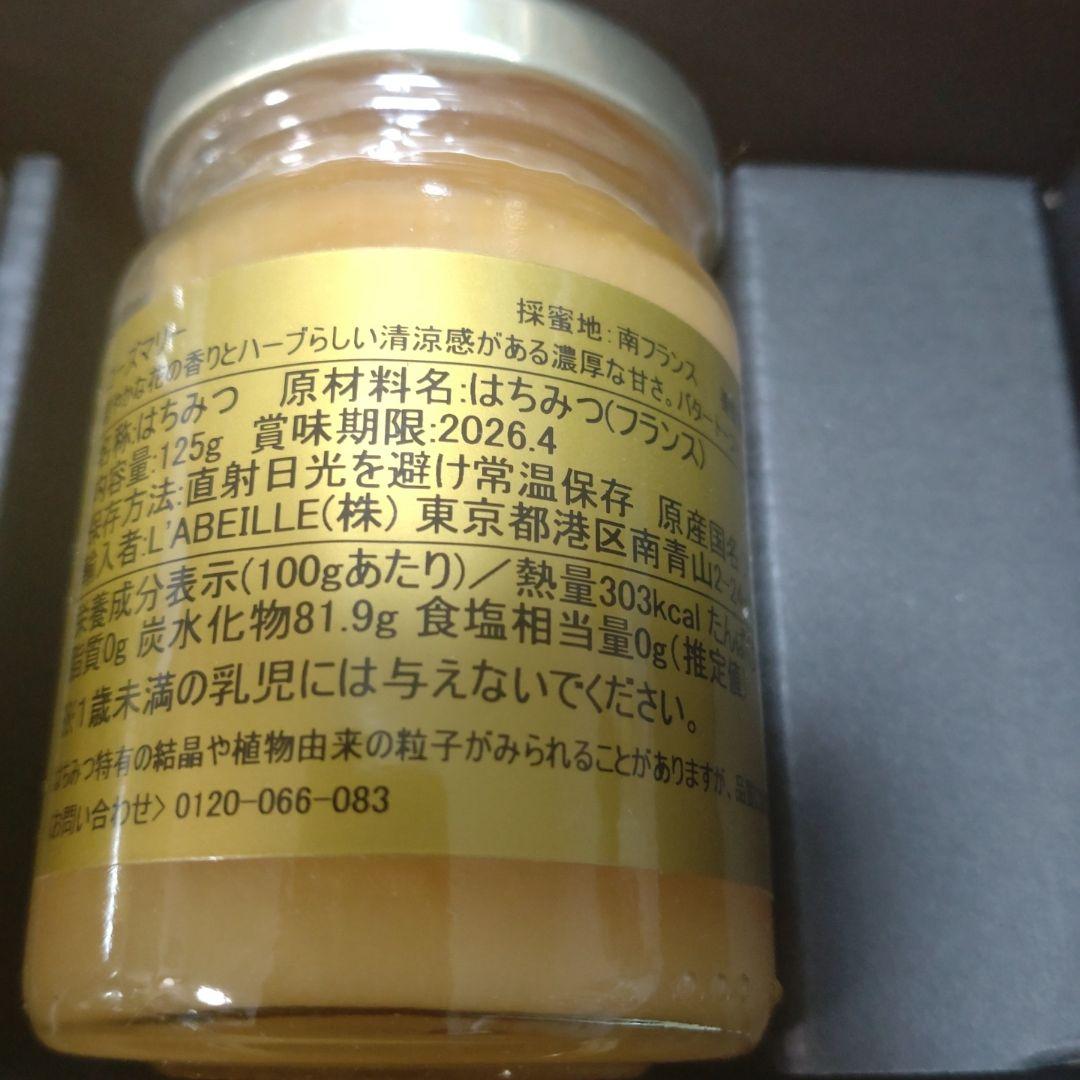 ーズマリー 採蜜地:南フランス
やかな花の香りとハーブらしい清涼感がある濃厚な甘さ。バタートー
名称:はちみつ 原材料名:はちみつ(フランス)
内容量:125g 賞味期限:2026.4
保存方法:直射日光を避け常温保存 原産国名
輸入者:L'ABEILLE(株) 東京都港区南青山2-2
栄養成分表示(100gあたり)/熱量303kcal たんぱ
脂質0g 炭水化物81.9g 食塩相当量0g(推定値)
※1歳未満の乳児には与えないでください。
はちみつ特有の結晶や植物由来の粒子がみられることがありますが、品質
<お問い合わせ> 0120-066-083